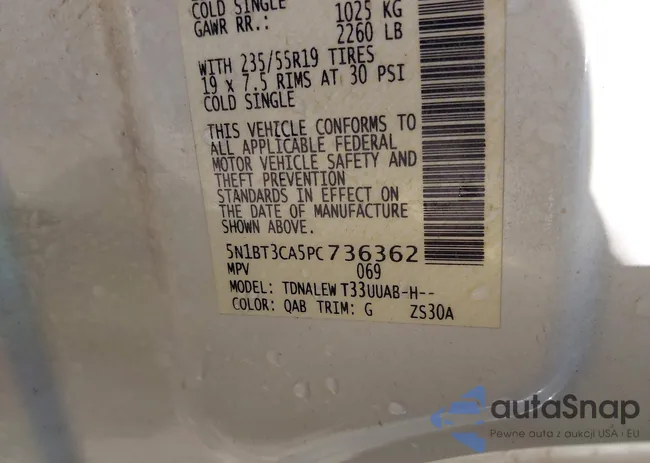 COLD SINGLE
1025 KG
GAWR RR.:
2260 LB
WITH 235/55R19 TIRES
19 x 7.5 RIMS AT 30 PSI
COLD SINGLE
THIS VEHICLE CONFORMS TO
ALL APPLICABLE FEDERAL
MOTOR VEHICLE SAFETY AND
THEFT PREVENTION
STANDARDS IN EFFECT ON
THE DATE OF MANUFACTURE
SHOWN ABOVE.
5N1BT3CA5PC736362
MPV 069
MODEL: TDNALEW T33UUAB-H--
COLOR: QAB TRIM: G ZS30A
autaSnap
Pewne auta z aukcji USA i EU